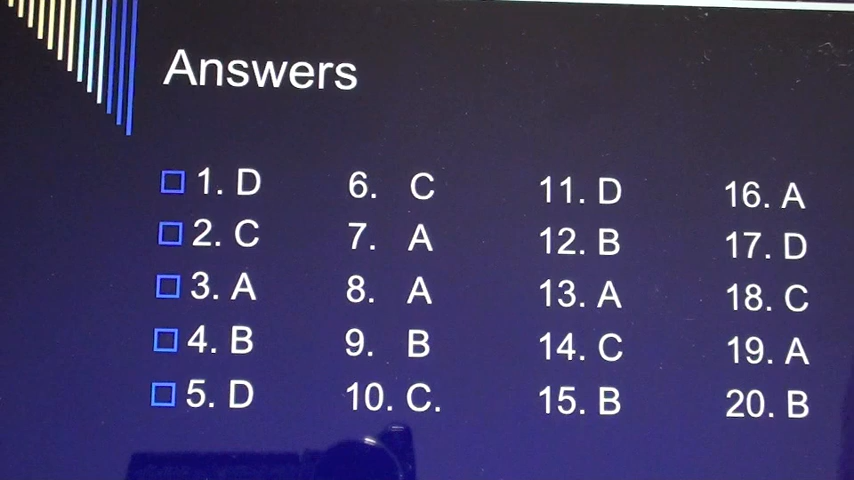 Answers
1. D 6. C 11. D 16. A
2. C 7. A 12. B 17. D
3. A 8. A 13. A 18. C
4. B 9. B 14. C 19. A
5. D 10. C. 15. B 20. B